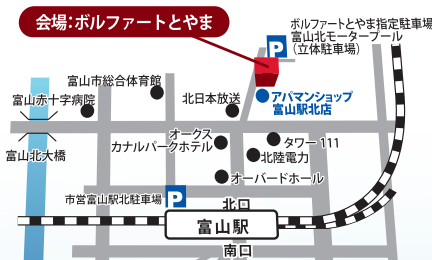 会場：ボルファートとやま
P
ボルファートとやま指定駐車場
富山北モータープール
（立体駐車場）
富山市総合体育館
富山赤十字病院
北日本放送
アパマンショップ
富山駅北店
オークス
カナルパークホテル
タワー111
富山北大橋
北陸電力
オーバードホール
市営富山駅北駐車場
P
北口
富山駅
南口